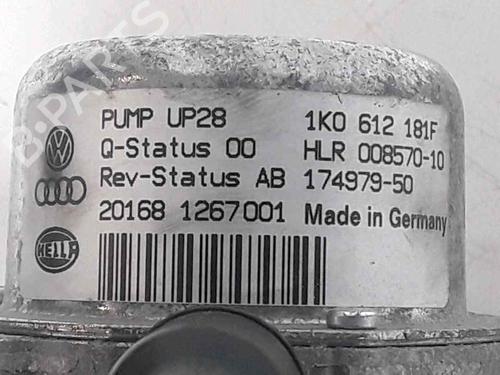 PUMP UP28 1K0 612 181F
Q-Status 00 HLR 008570-10
Rev-Status AB 174979-50
20168 1267001 Made in Germany
HELLA
B-PARTS